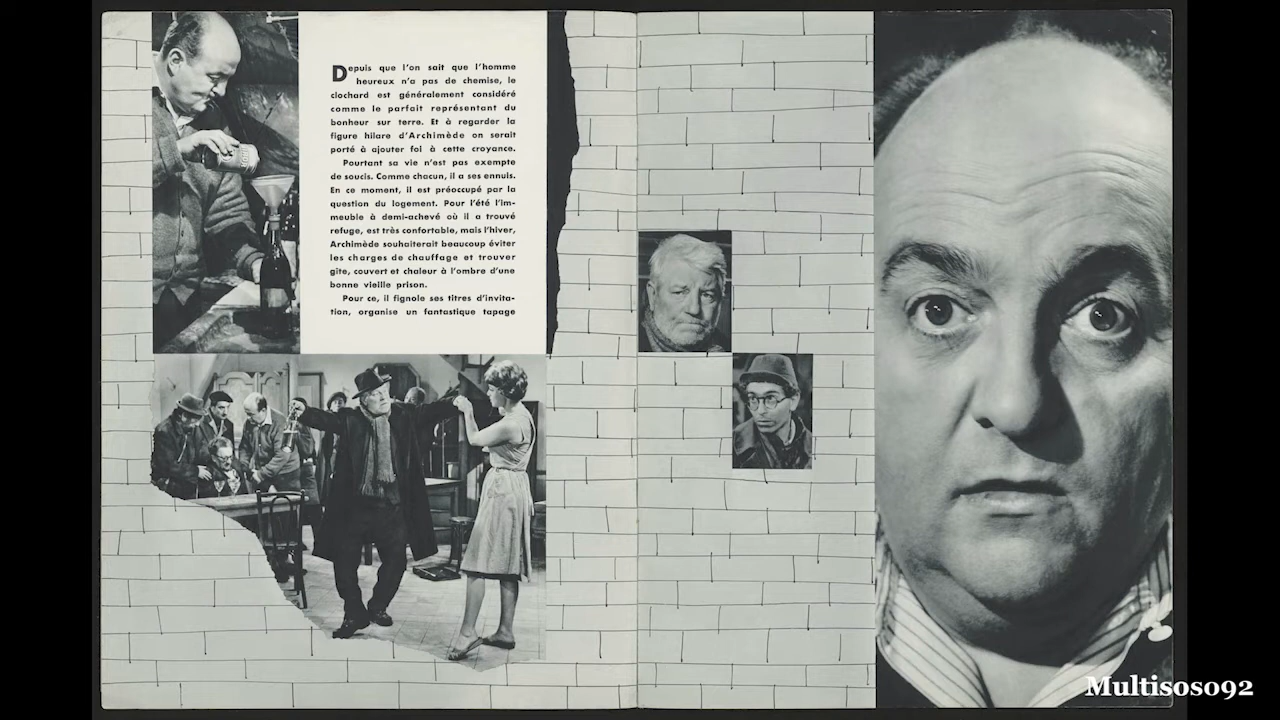 Depuis que l'on sait que l'homme
heureux n'a pas de chemise, le
clochard est généralement considéré
comme le parfait représentant du
bonheur sur terre. Et à regarder la
figure hilare d'Archimède on serait
porté à ajouter foi à cette croyance.
Pourtant sa vie n'est pas exempte
de soucis. Comme chacun, il a ses ennuis.
En ce moment, il est préoccupé par la
question du logement. Pour l'été l'im-
meuble à demi-achevé où il a trouvé
refuge, est très confortable, mais l'hiver,
Archimède souhaiterait beaucoup éviter
les charges de chauffage et trouver
gîte, couvert et chaleur à l'ombre d'une
bonne vieille prison.
Pour ce, il fignole ses titres d'invita-
tion, organise un fantastique tapage
Multisoso92